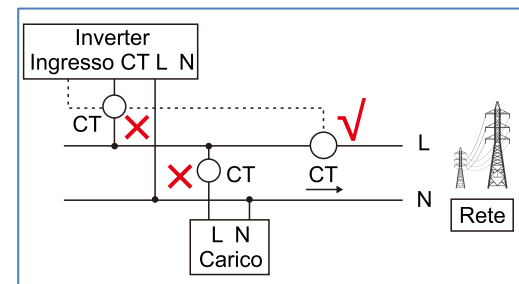 Inverter
Ingresso CT L N
CT
CT
CT
L
N
L N
Carico
Rete